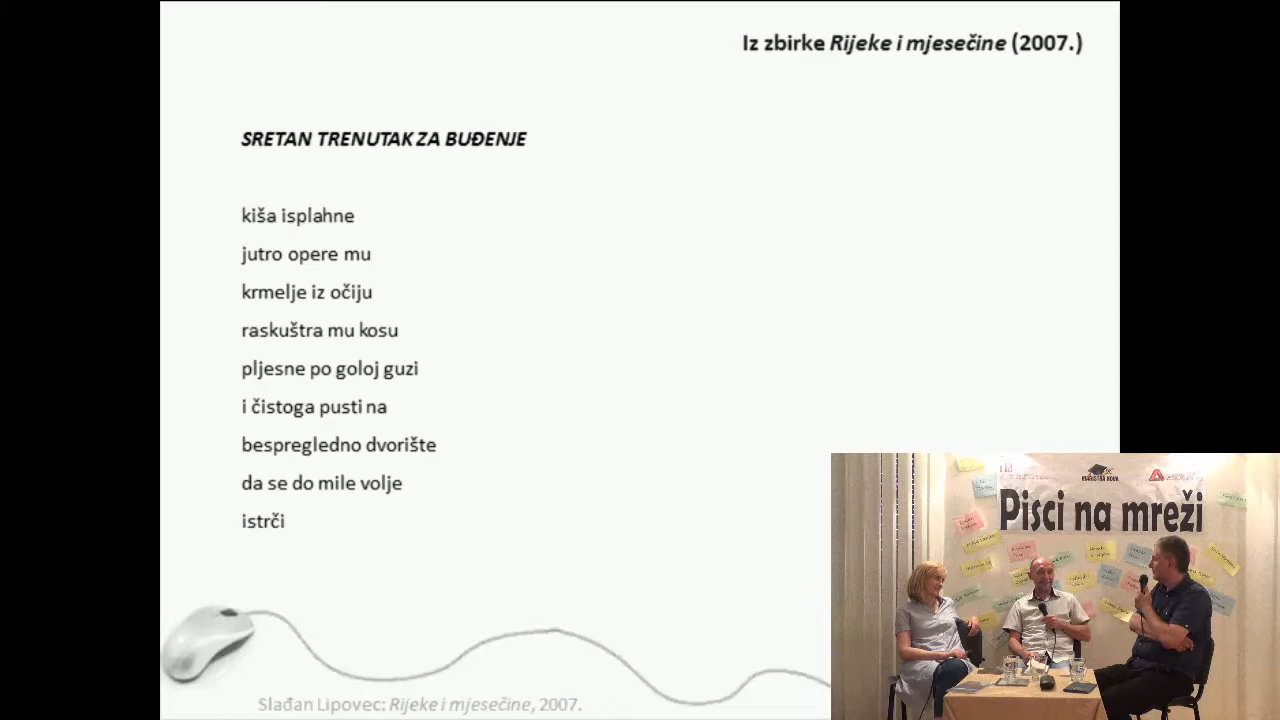 Iz zbirke Rijeke i mjesečine (2007.)
SRETAN TRENUTAK ZA BUĐENJE
kiša isplahne
jutro opere mu
krmelje iz očiju
raskuštra mu kosu
pljesne po goloj guzi
i čistoga pusti na
bespregledno dvorište
da se do mile volje
istrči
Slađan Lipovec: Rijeke i mjesečine, 2007.
MAGISTRA NOVA
Pisci na mreži